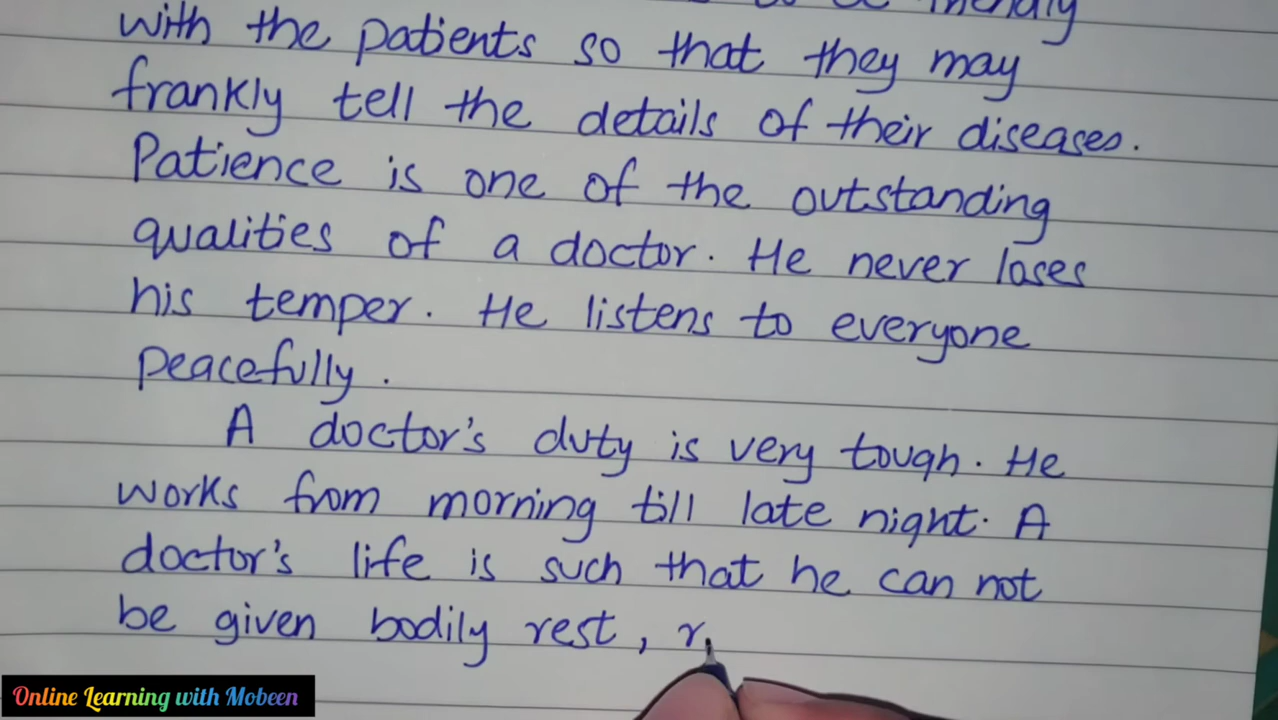 friendly
with the patients so that they may
frankly tell the details of their diseases.
Patience is one of the outstanding
qualities of a doctor. He never loses
his temper. He listens to everyone
peacefully.
A doctor's duty is very tough. He
works from morning till late night. A
doctor's life is such that he can not
be given bodily rest, r
Online Learning with Mobeen